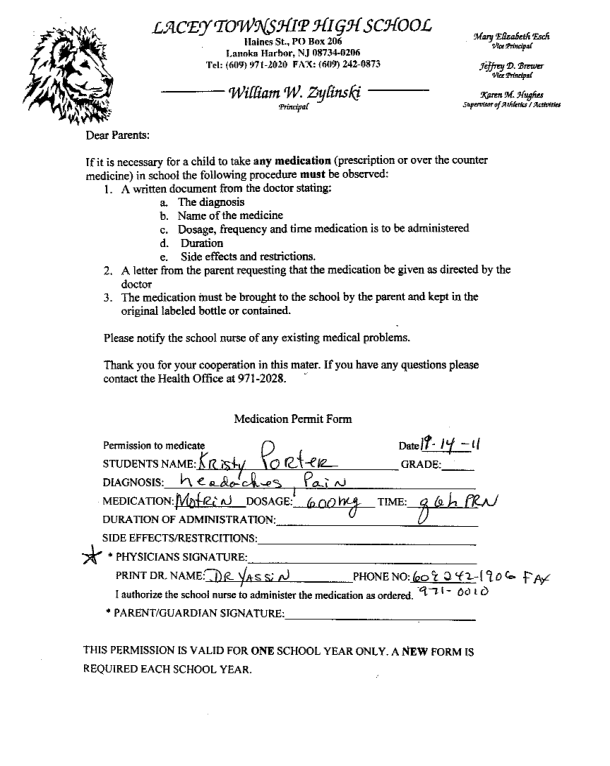 LACEY TOWNSHIP HIGH SCHOOL
Haines St., PO Box 206
Lanoka Harbor, NJ 08734-0206
Tel: (609) 971-2020 FAX: (609) 242-0873
William W. Zylinski
Principal
Mary Elizabeth Esch
Vice Principal
Jeffrey D. Brewer
Vice Principal
Karen M. Hughes
Supervisor of Athletics / Activities
Dear Parents:
If it is necessary for a child to take any medication (prescription or over the counter
medicine) in school the following procedure must be observed:
1. A written document from the doctor stating:
a. The diagnosis
b. Name of the medicine
c. Dosage, frequency and time medication is to be administered
d. Duration
e. Side effects and restrictions.
2. A letter from the parent requesting that the medication be given as directed by the
doctor
3. The medication must be brought to the school by the parent and kept in the
original labeled bottle or contained.
Please notify the school nurse of any existing medical problems.
Thank you for your cooperation in this mater. If you have any questions please
contact the Health Office at 971-2028.
Medication Permit Form
Permission to medicate Date -14-11
STUDENTS NAME: Kristy Porter GRADE:
DIAGNOSIS: headaches, Pain
MEDICATION: Motrin DOSAGE: 600mg TIME: q6h PRN
DURATION OF ADMINISTRATION:
SIDE EFFECTS/RESTRCITIONS:
* PHYSICIANS SIGNATURE:
PRINT DR. NAME: DR YASSIN PHONE NO: 609 242-1906 FAX
I authorize the school nurse to administer the medication as ordered. 971-0010
* PARENT/GUARDIAN SIGNATURE:
THIS PERMISSION IS VALID FOR ONE SCHOOL YEAR ONLY. A NEW FORM IS
REQUIRED EACH SCHOOL YEAR.